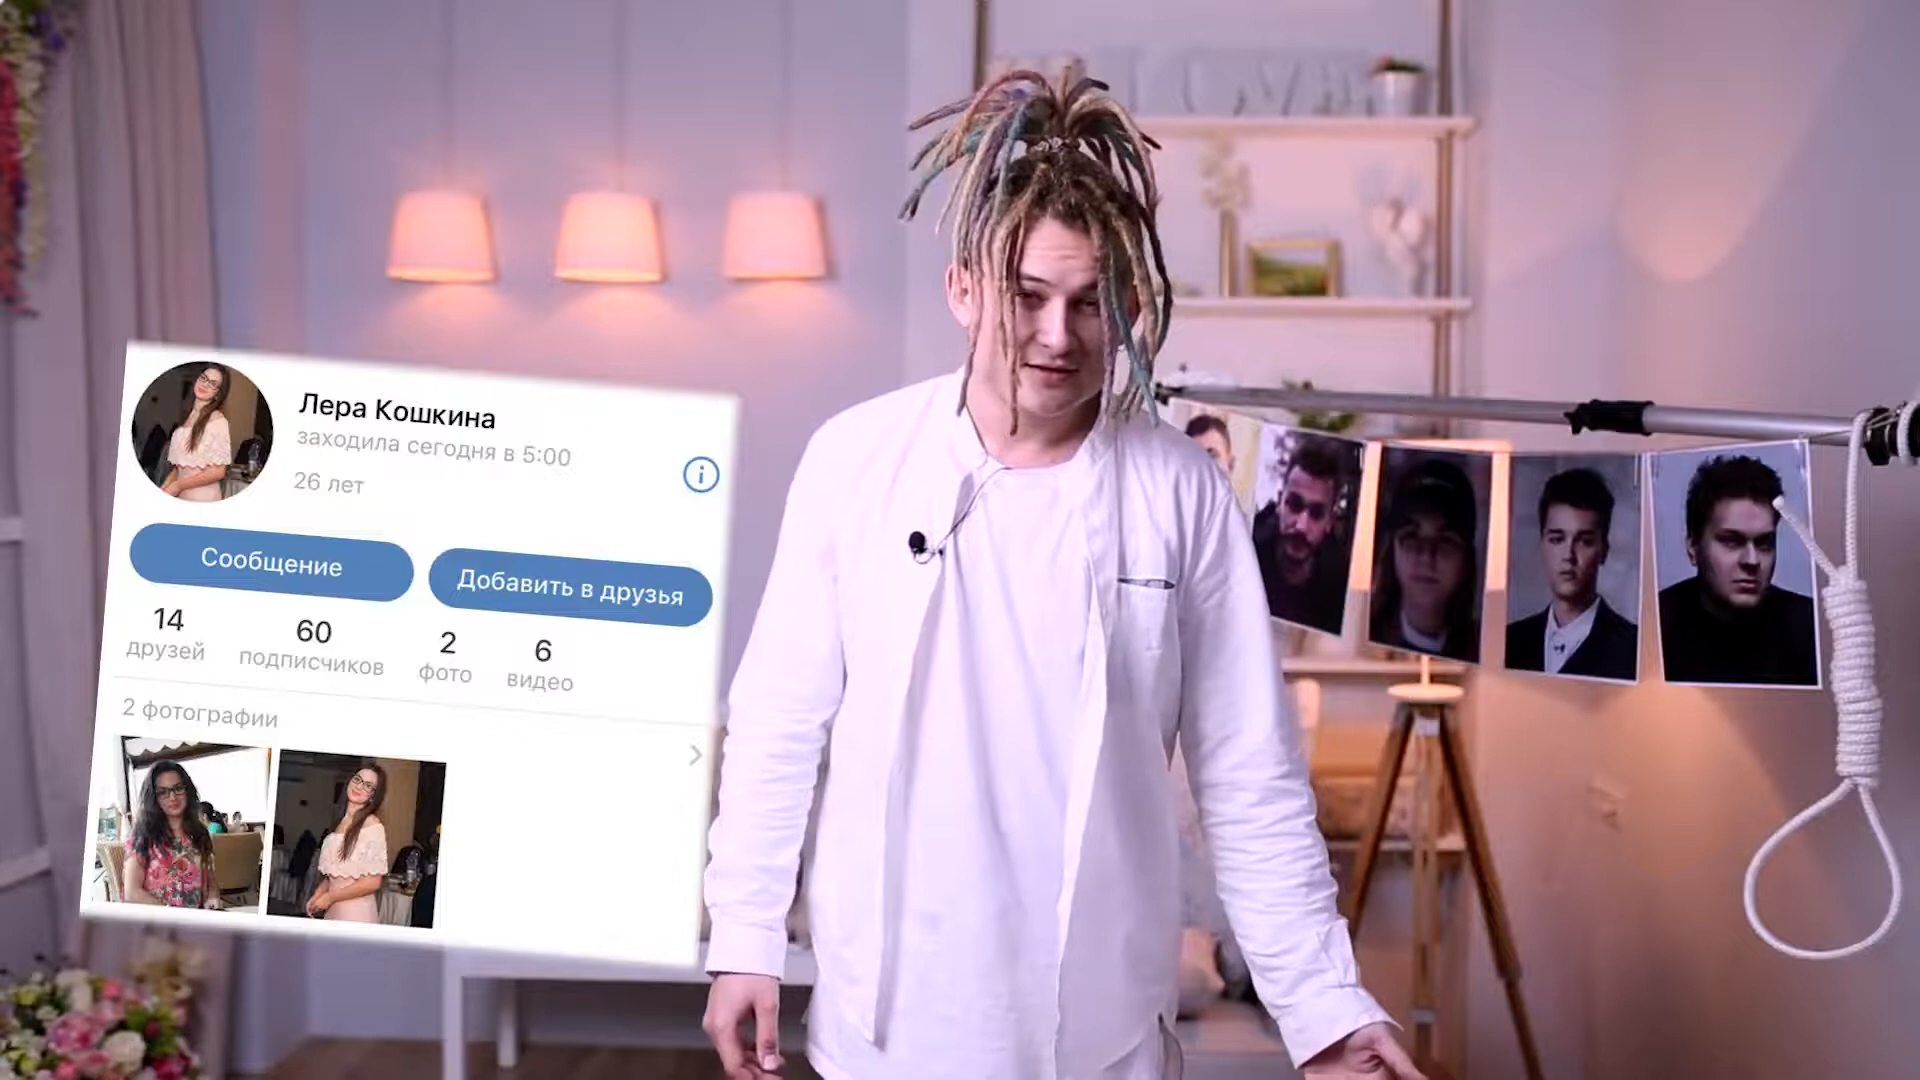 Лера Кошкина
заходила сегодня в 5:00
26 лет
Сообщение
Добавить в друзья
14
друзей
60
подписчиков
2
фото
6
видео
2 фотографии
LOVE